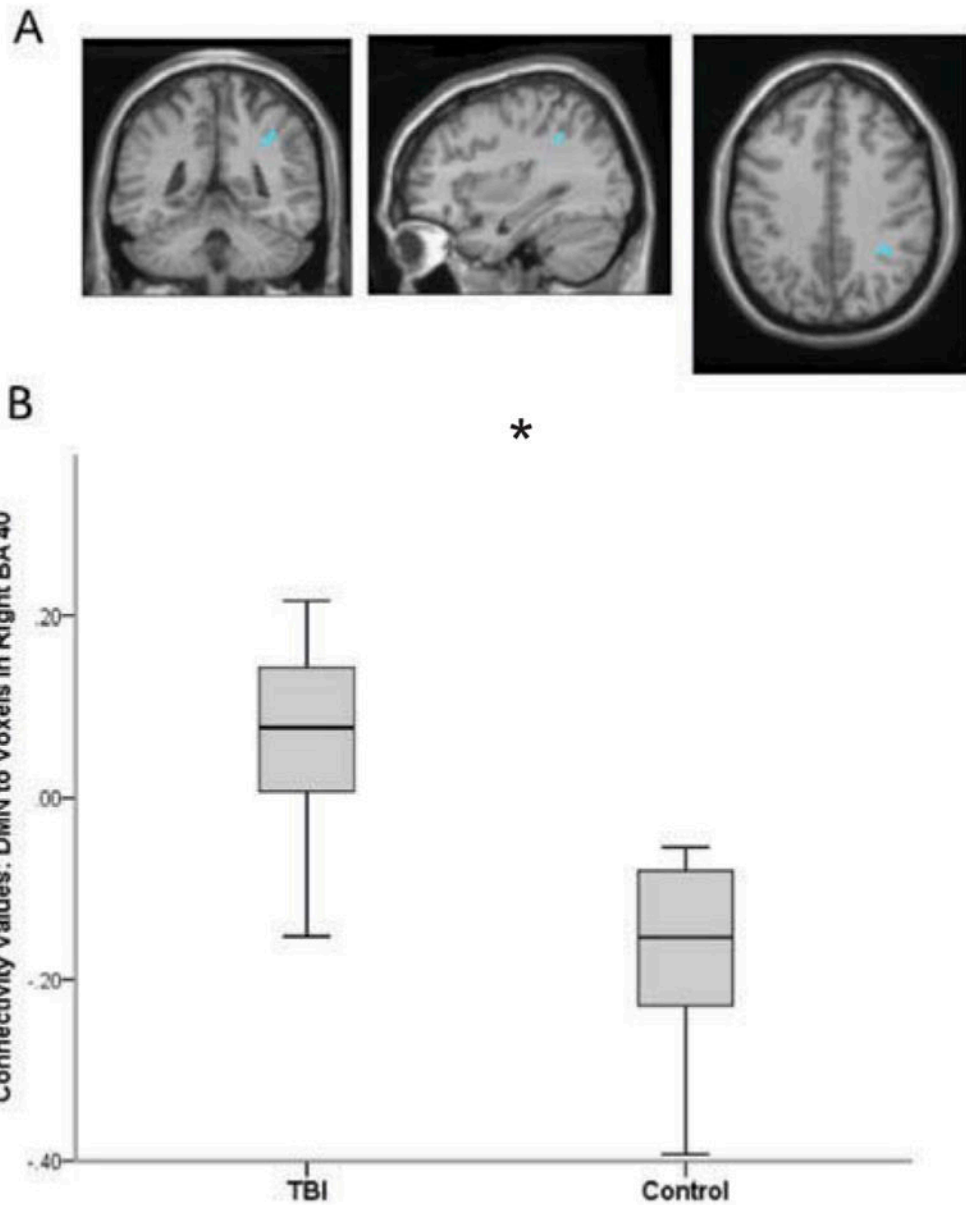 A
B
*
Connectivity Values: DMN to Voxels in Right BA 40
.20
.00
-.20
-.40
TBI
Control